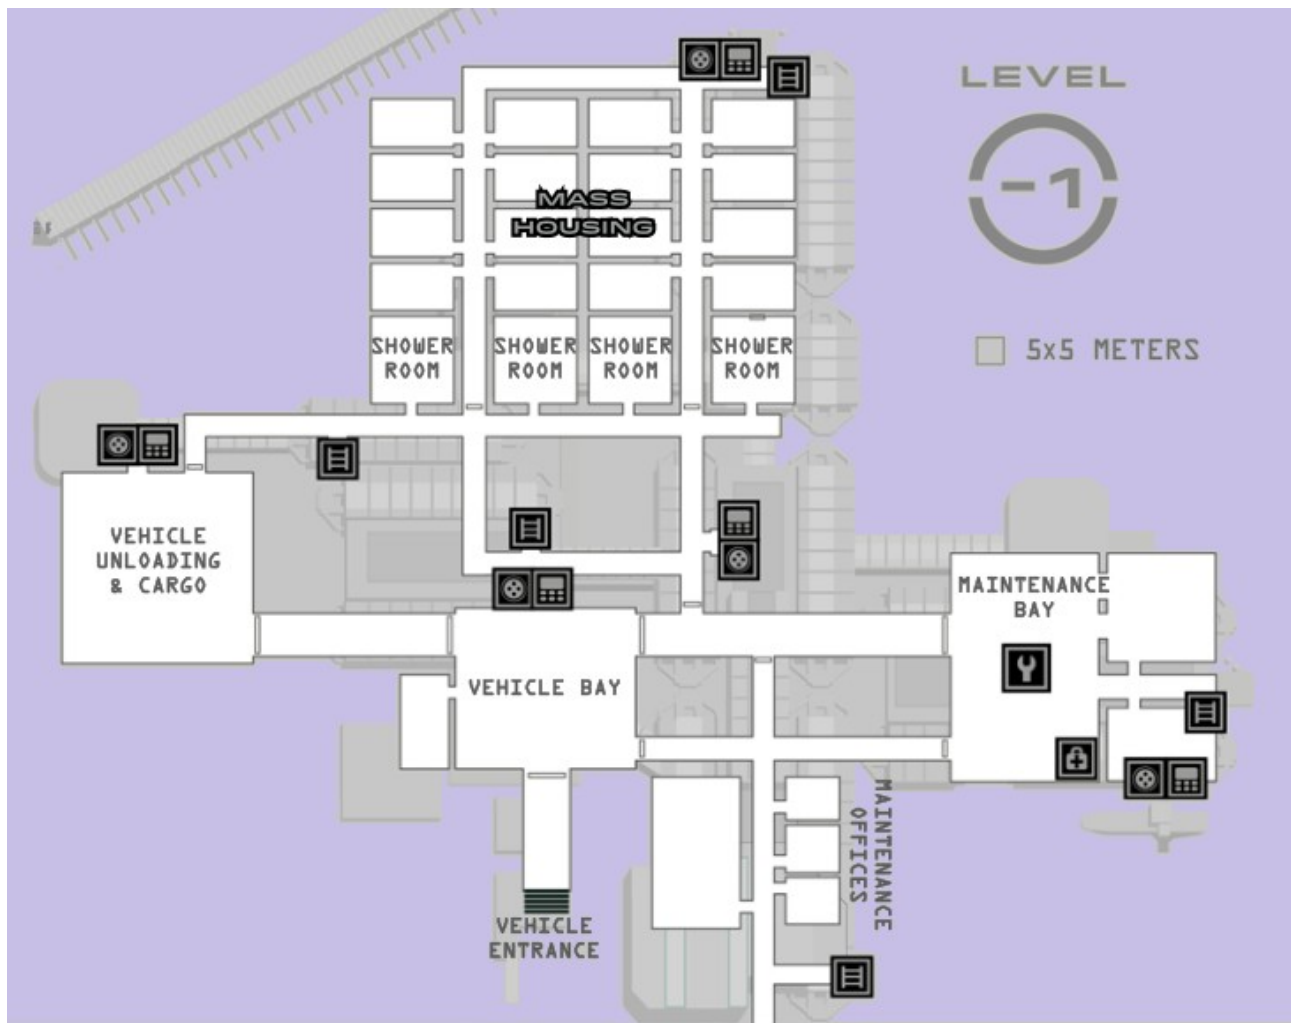 LEVEL
-1
MASS
HOUSING
5x5 METERS
SHOWER
ROOM
SHOWER
ROOM
SHOWER
ROOM
SHOWER
ROOM
VEHICLE
UNLOADING
& CARGO
MAINTENANCE
BAY
VEHICLE BAY
MAINTENANCE
OFFICES
VEHICLE
ENTRANCE